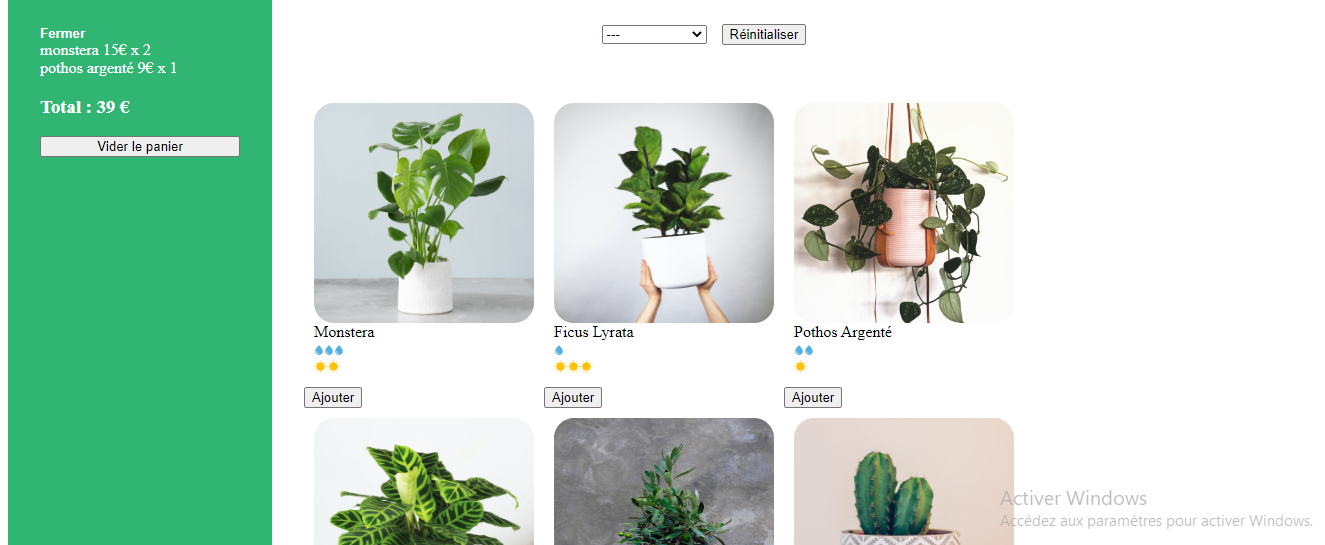 Fermer
monstera 15€ x 2
pothos argenté 9€ x 1
Total : 39 €
Vider le panier
---
Réinitialiser
Monstera
Ficus Lyrata
Pothos Argenté
Ajouter
Ajouter
Ajouter
Activer Windows
Accédez aux paramètres pour activer Windows.